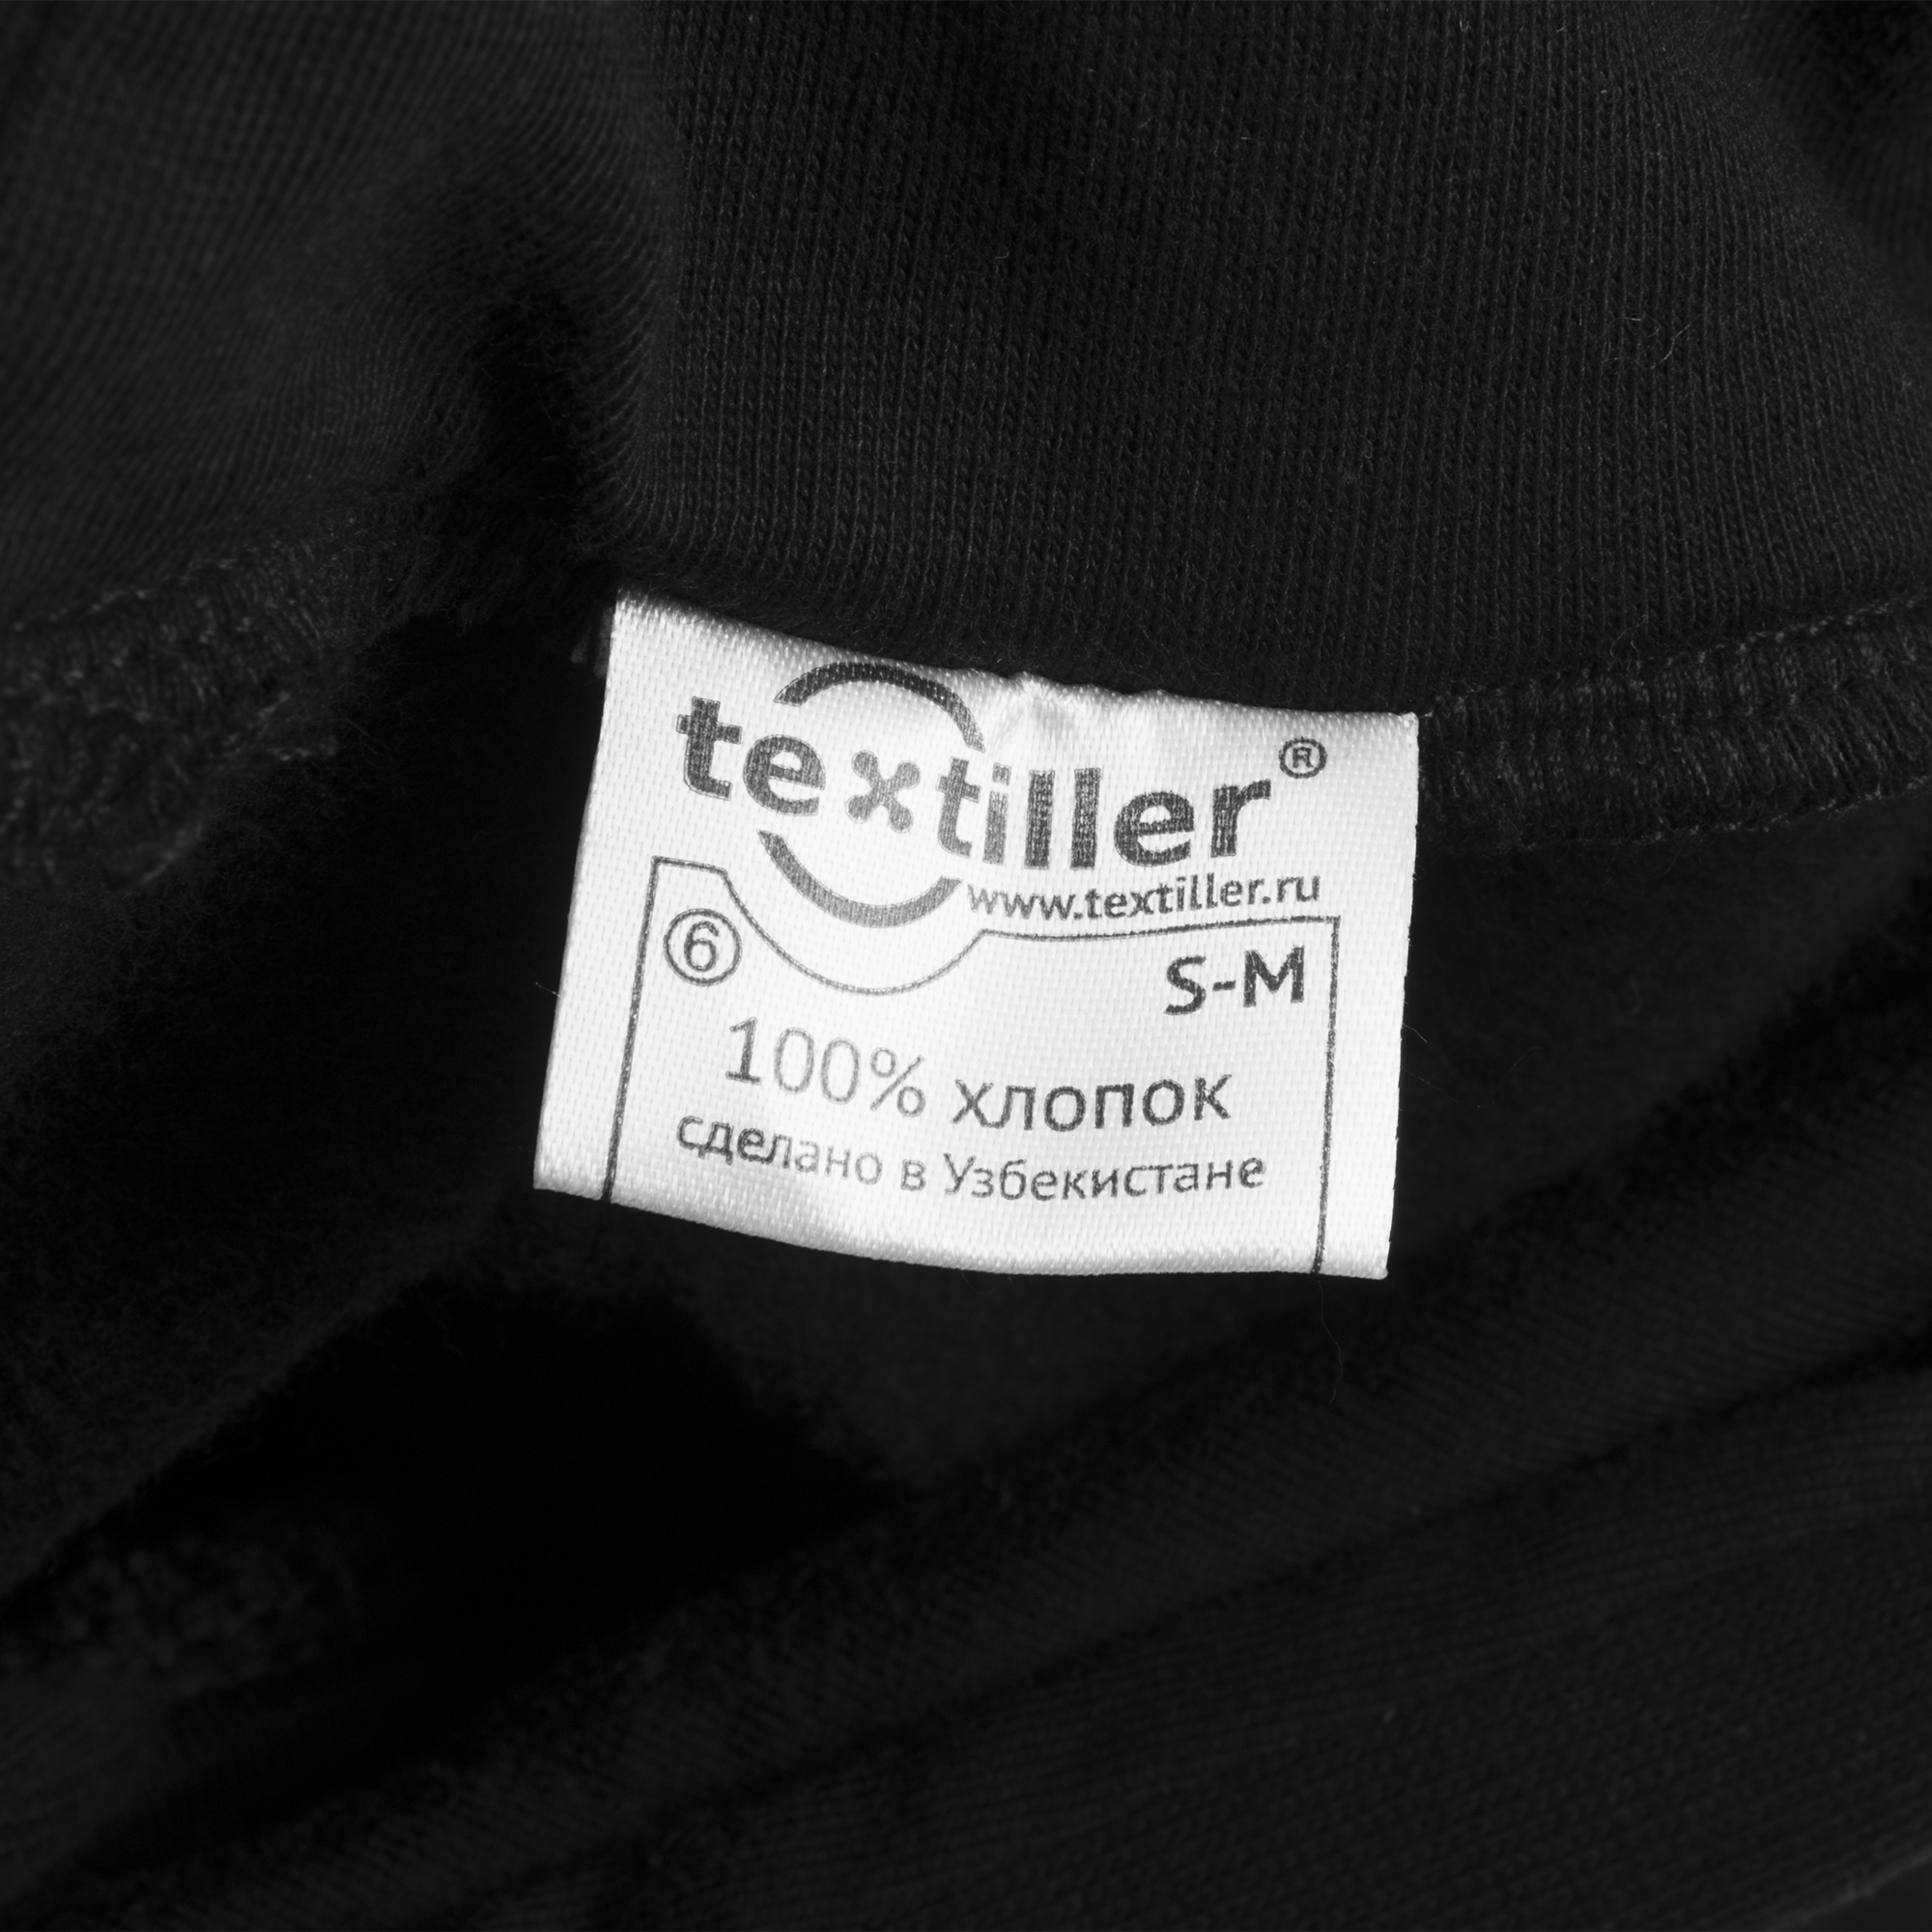 textiller®
www.textiller.ru
6
S-M
100% хлопок
сделано в Узбекистане